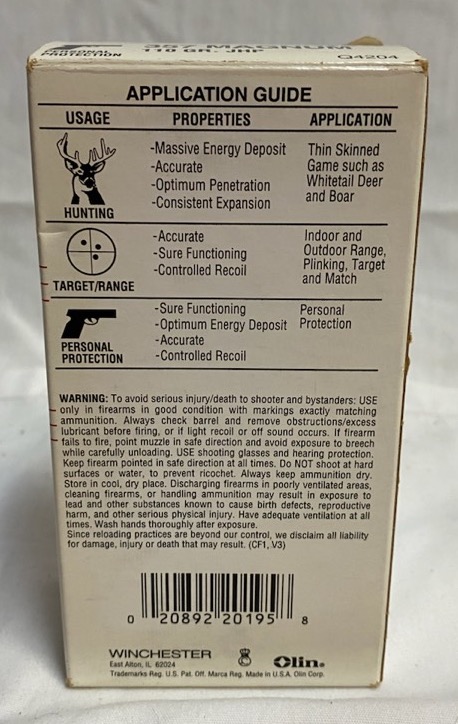 PERSONAL
PROTECTION
357 MAGNUM
110 GR. JHP
Q4204
APPLICATION GUIDE
USAGE PROPERTIES APPLICATION
HUNTING
-Massive Energy Deposit
-Accurate
-Optimum Penetration
-Consistent Expansion
Thin Skinned
Game such as
Whitetail Deer
and Boar
TARGET/RANGE
-Accurate
-Sure Functioning
-Controlled Recoil
Indoor and
Outdoor Range,
Plinking, Target
and Match
PERSONAL
PROTECTION
-Sure Functioning
-Optimum Energy Deposit
-Accurate
-Controlled Recoil
Personal
Protection
WARNING: To avoid serious injury/death to shooter and bystanders: USE
only in firearms in good condition with markings exactly matching
ammunition. Always check barrel and remove obstructions/excess
lubricant before firing, or if light recoil or off sound occurs. If firearm
fails to fire, point muzzle in safe direction and avoid exposure to breech
while carefully unloading. USE shooting glasses and hearing protection.
Keep firearm pointed in safe direction at all times. Do NOT shoot at hard
surfaces or water, to prevent ricochet. Always keep ammunition dry.
Store in cool, dry place. Discharging firearms in poorly ventilated areas,
cleaning firearms, or handling ammunition may result in exposure to
lead and other substances known to cause birth defects, reproductive
harm, and other serious physical injury. Have adequate ventilation at all
times. Wash hands thoroughly after exposure.
Since reloading practices are beyond our control, we disclaim all liability
for damage, injury or death that may result. (CF1, V3)
0 20892 20195 8
WINCHESTER
East Alton, IL 62024
Olin®
Trademarks Reg. U.S. Pat. Off. Marca Reg. Made in U.S.A. Olin Corp.